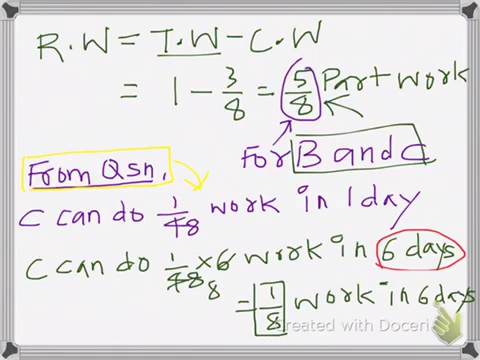 R.W = T.W - C.W
= 1 - 3/8 = 5/8 Part work
For B and C
From Qsn.
C can do 1/48 work in 1 day
C can do 1/48 × 6 work in 6 days
8
= 1/8 work in 6 days
Created with Doceri